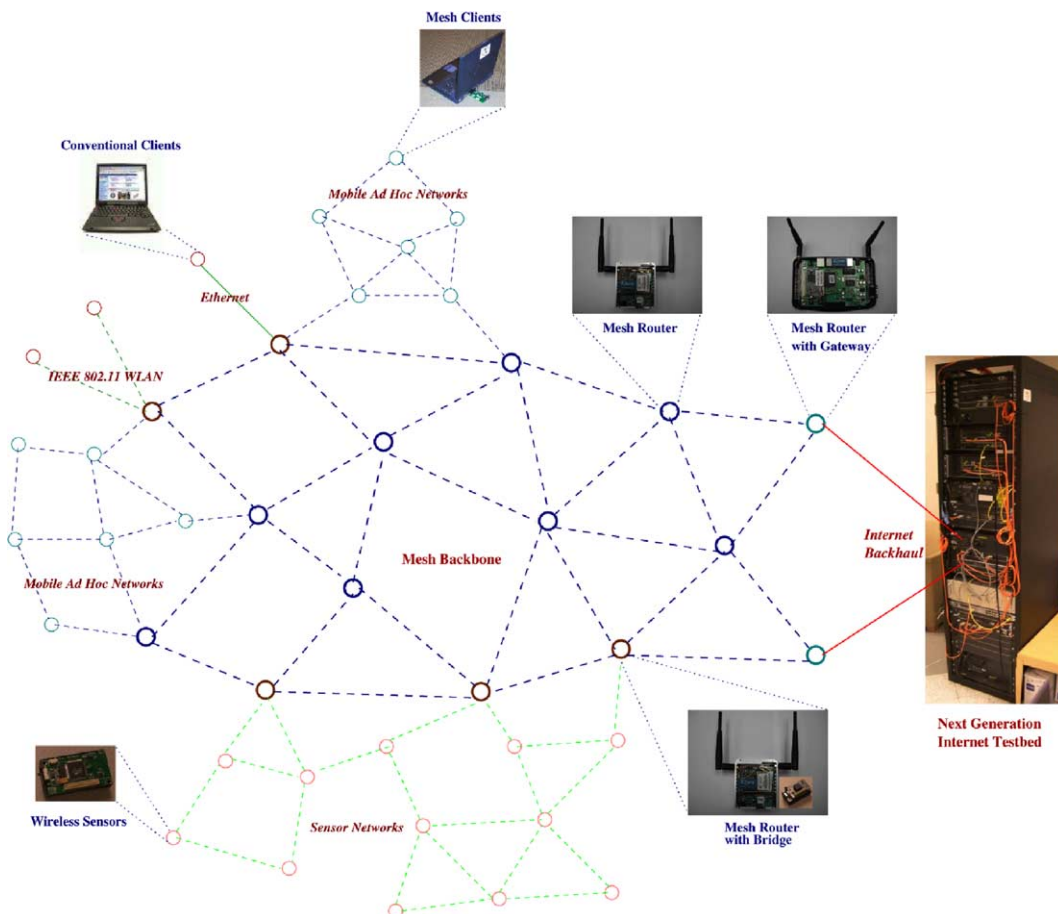 Mesh Clients
Conventional Clients
Mobile Ad Hoc Networks
Ethernet
Mesh Router
Mesh Router
with Gateway
IEEE 802.11 WLAN
Internet
Backhaul
Mesh Backbone
Mobile Ad Hoc Networks
Next Generation
Internet Testbed
Wireless Sensors
Sensor Networks
Mesh Router
with Bridge